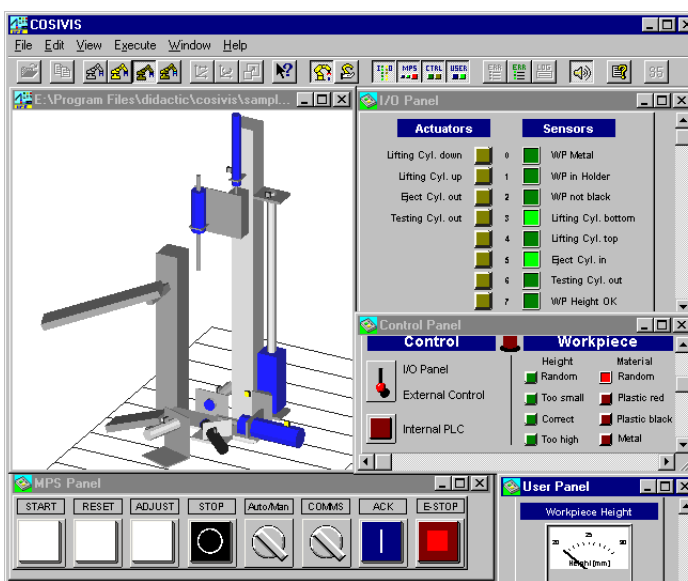 COSIVIS
File Edit View Execute Window Help
E:\Program Files\didactic\cosivis\sampl...
I/O Panel
Actuators Sensors
Lifting Cyl. down 0 WP Metal
Lifting Cyl. up 1 WP in Holder
Eject Cyl. out 2 WP not black
Testing Cyl. out 3 Lifting Cyl. bottom
4 Lifting Cyl. top
5 Eject Cyl. in
6 Testing Cyl. out
7 WP Height OK
Control Panel
Control Workpiece
Height Material
I/O Panel Random Random
External Control Too small Plastic red
Internal PLC Correct Plastic black
Too high Metal
MPS Panel
START RESET ADJUST STOP Auto/Man COMMS ACK E-STOP
User Panel
Workpiece Height
20 25 30
Height [mm]